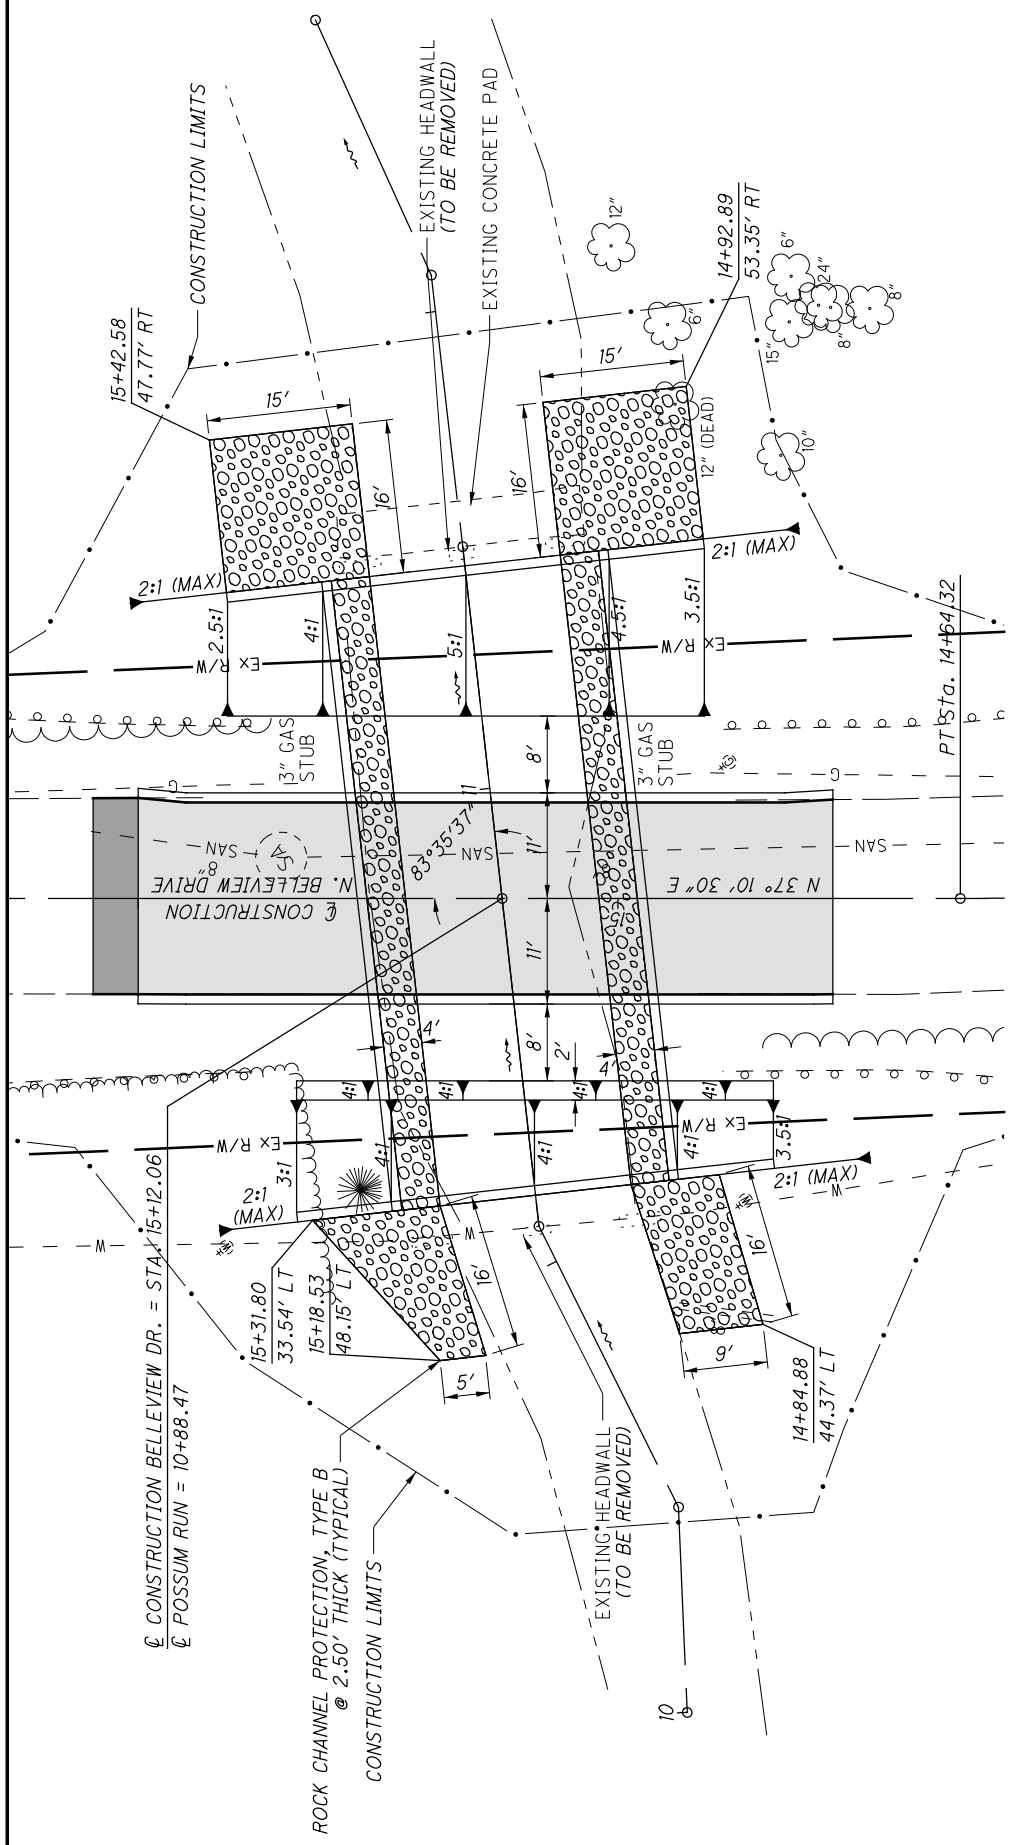 CONSTRUCTION LIMITS
EXISTING HEADWALL
(TO BE REMOVED)
EXISTING CONCRETE PAD
12"
14+92.89
53.35' RT
6"
24"
8"
8"
15"
6"
10"
12" (DEAD)
15+42.58
47.77' RT
15'
16'
15'
16'
2:1 (MAX)
2:1 (MAX)
2.5:1
4:1
5:1
4.5:1
3.5:1
Ex R/W
Ex R/W
PT Sta. 14+64.32
3" GAS
STUB
3" GAS
STUB
8'
G
G
11
11'
83°35'37"
SAN
SAN
SAN
8"
℄ CONSTRUCTION
N. BELLEVIEW DRIVE
N 37° 10' 30" E
15
11'
8'
2'
4'
4'
4:1
4:1
4:1
4:1
Ex R/W
Ex R/W
3:1
4:1
4:1
4:1
3.5:1
2:1
(MAX)
2:1 (MAX)
W
W
W
℄ CONSTRUCTION BELLEVIEW DR. = STA. 15+12.06
℄ POSSUM RUN = 10+88.47
15+31.80
33.54' LT
15+18.53
48.15' LT
16'
5'
16'
9'
8"
14+84.88
44.37' LT
ROCK CHANNEL PROTECTION, TYPE B
@ 2.50' THICK (TYPICAL)
CONSTRUCTION LIMITS
EXISTING HEADWALL
(TO BE REMOVED)
10